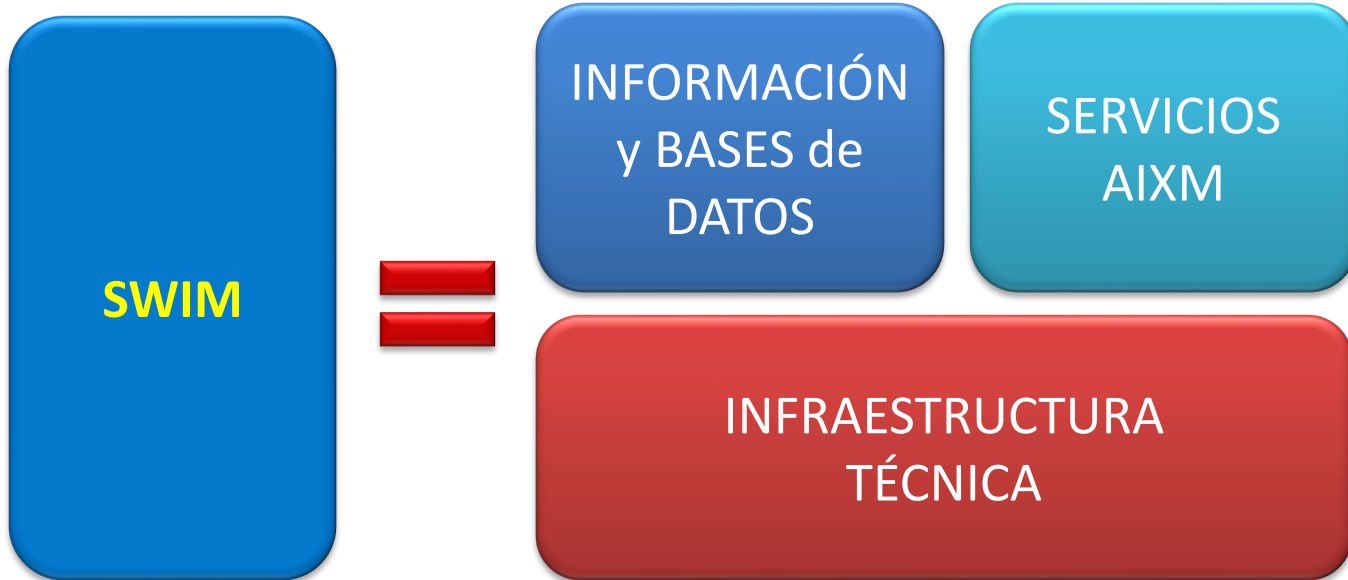 SWIM
INFORMACIÓN
y BASES de
DATOS
SERVICIOS
AIXM
INFRAESTRUCTURA
TÉCNICA